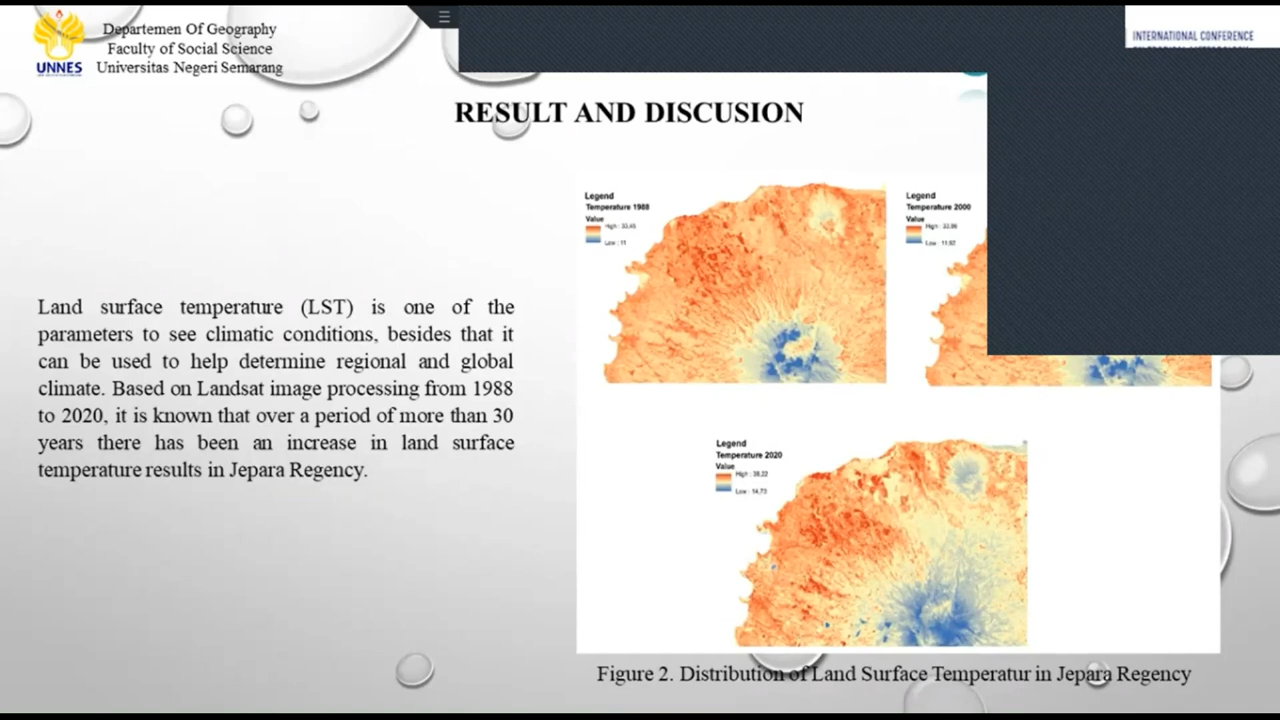 Departemen Of Geography
Faculty of Social Science
Universitas Negeri Semarang
UNNES
INTERNATIONAL CONFERENCE
RESULT AND DISCUSION
Land surface temperature (LST) is one of the
parameters to see climatic conditions, besides that it
can be used to help determine regional and global
climate. Based on Landsat image processing from 1988
to 2020, it is known that over a period of more than 30
years there has been an increase in land surface
temperature results in Jepara Regency.
Legend
Temperature 1988
Value
High : 33,45
Low : 11
Legend
Temperature 2000
Value
High :
Low : 11,92
Legend
Temperature 2020
Value
High :
Low : 14,73
Figure 2. Distribution of Land Surface Temperatur in Jepara Regency